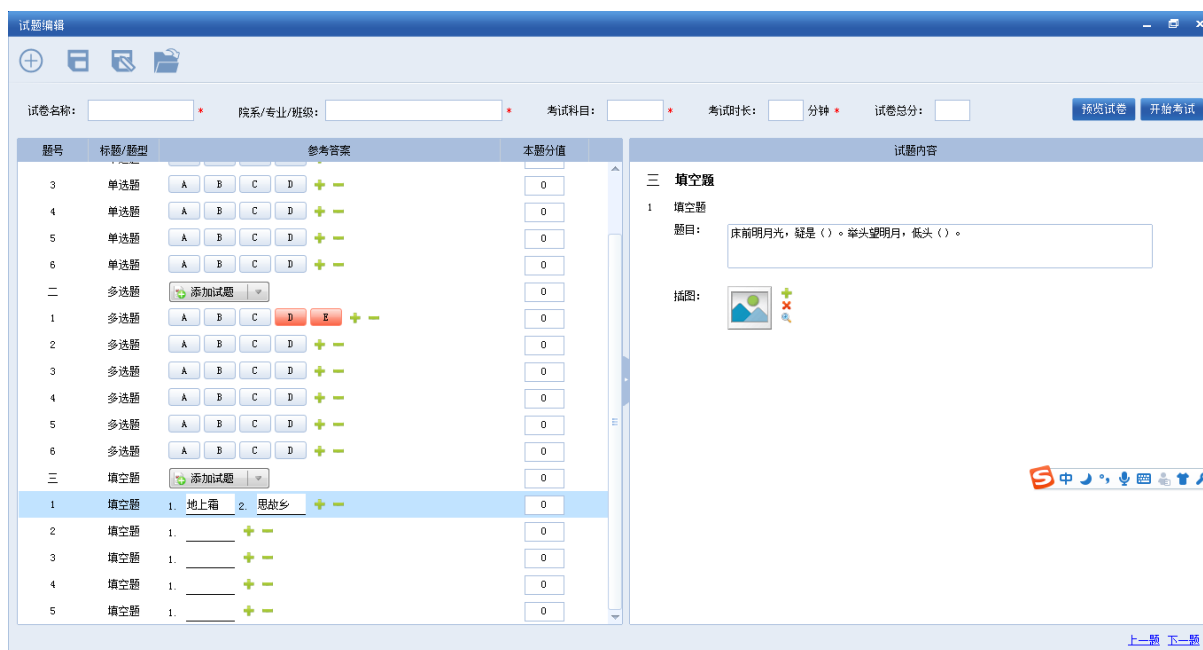 试题编辑
试卷名称： * 院系/专业/班级： * 考试科目： * 考试时长： 分钟 * 试卷总分： 预览试卷 开始考试
题号 标题/题型 参考答案 本题分值 试题内容
3 单选题 A B C D 0
4 单选题 A B C D 0
5 单选题 A B C D 0
6 单选题 A B C D 0
二 多选题 添加试题 0
1 多选题 A B C D E 0
2 多选题 A B C D 0
3 多选题 A B C D 0
4 多选题 A B C D 0
5 多选题 A B C D 0
6 多选题 A B C D 0
三 填空题 添加试题 0
1 填空题 1. 地上霜 2. 思故乡 0
2 填空题 1. 0
3 填空题 1. 0
4 填空题 1. 0
5 填空题 1. 0
三 填空题
1 填空题
题目： 床前明月光，疑是（）。举头望明月，低头（）。
插图：
S 中
上一题 下一题